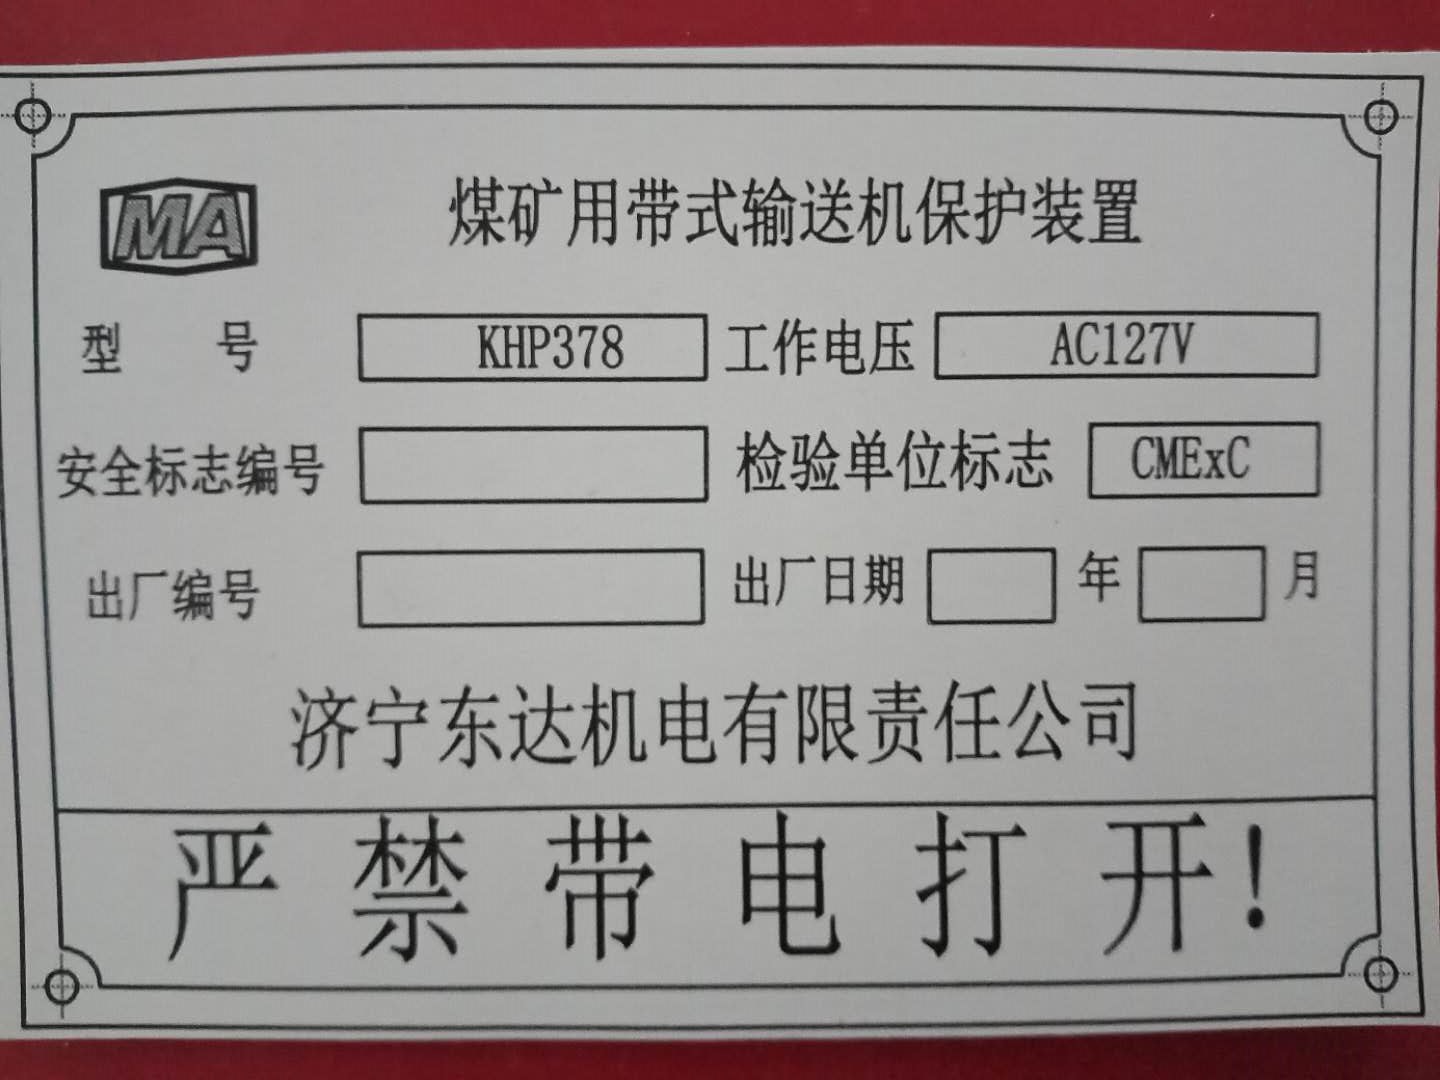 MA 煤矿用带式输送机保护装置
型 号 KHP378 工作电压 AC127V
安全标志编号 检验单位标志 CMExC
出厂编号 出厂日期 年 月
济宁东达机电有限责任公司
严禁带电打开!